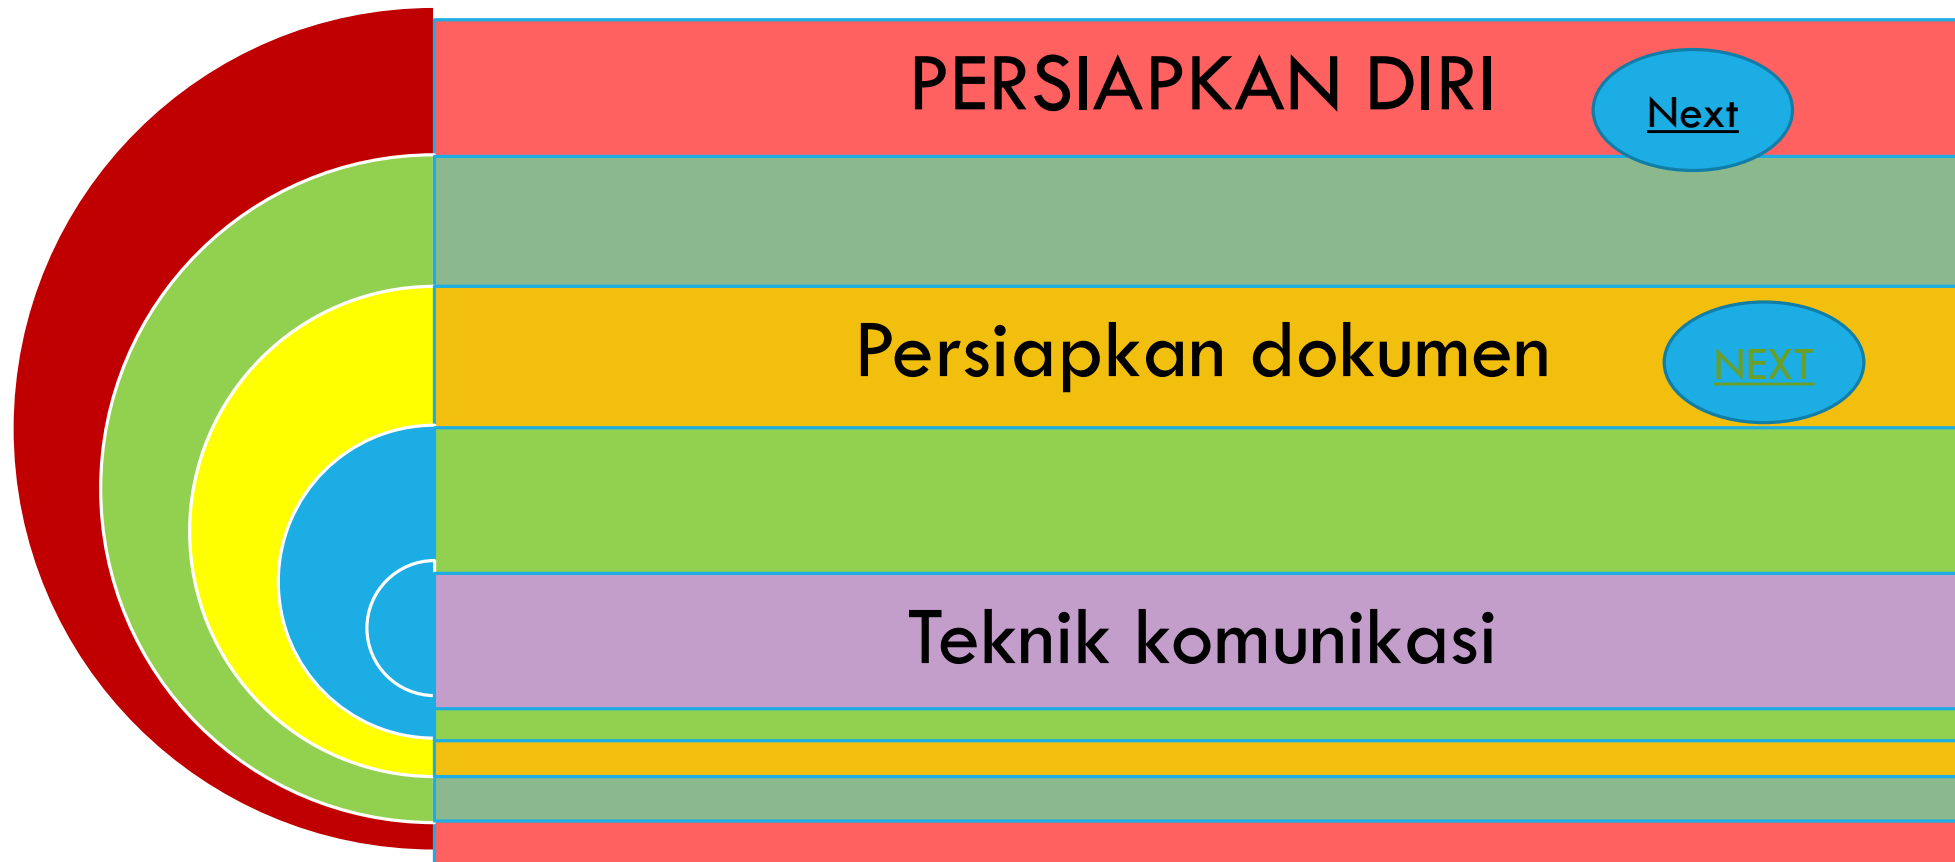 PERSIAPKAN DIRI
Next
Persiapkan dokumen
NEXT
Teknik komunikasi